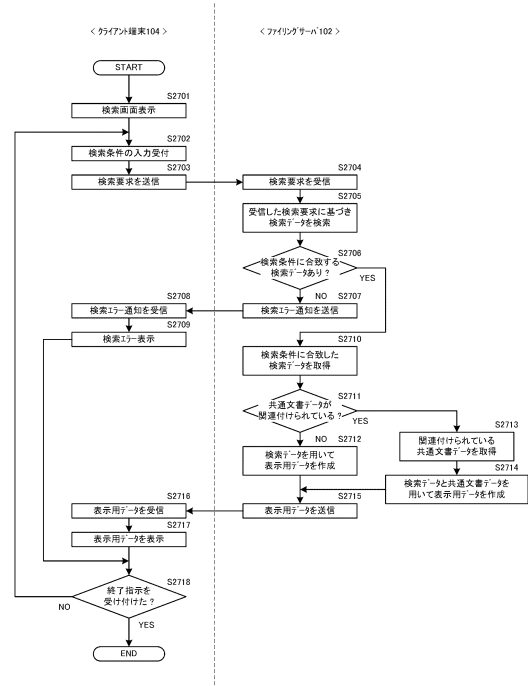 < クライアント端末104 >
< ファイリングサーバ102 >
START
S2701
検索画面表示
S2702
検索条件の入力受付
S2703
検索要求を送信
S2704
検索要求を受信
S2705
受信した検索要求に基づき
検索データを検索
S2706
検索条件に合致する
検索データあり？
YES
NO
S2707
検索エラー通知を送信
S2708
検索エラー通知を受信
S2709
検索エラー表示
S2710
検索条件に合致した
検索データを取得
S2711
共通文書データが
関連付けられている？
YES
NO
S2712
検索データを用いて
表示用データを作成
S2713
関連付けられている
共通文書データを取得
S2714
検索データと共通文書データを
用いて表示用データを作成
S2715
表示用データを送信
S2716
表示用データを受信
S2717
表示用データを表示
S2718
終了指示を
受け付けた？
NO
YES
END